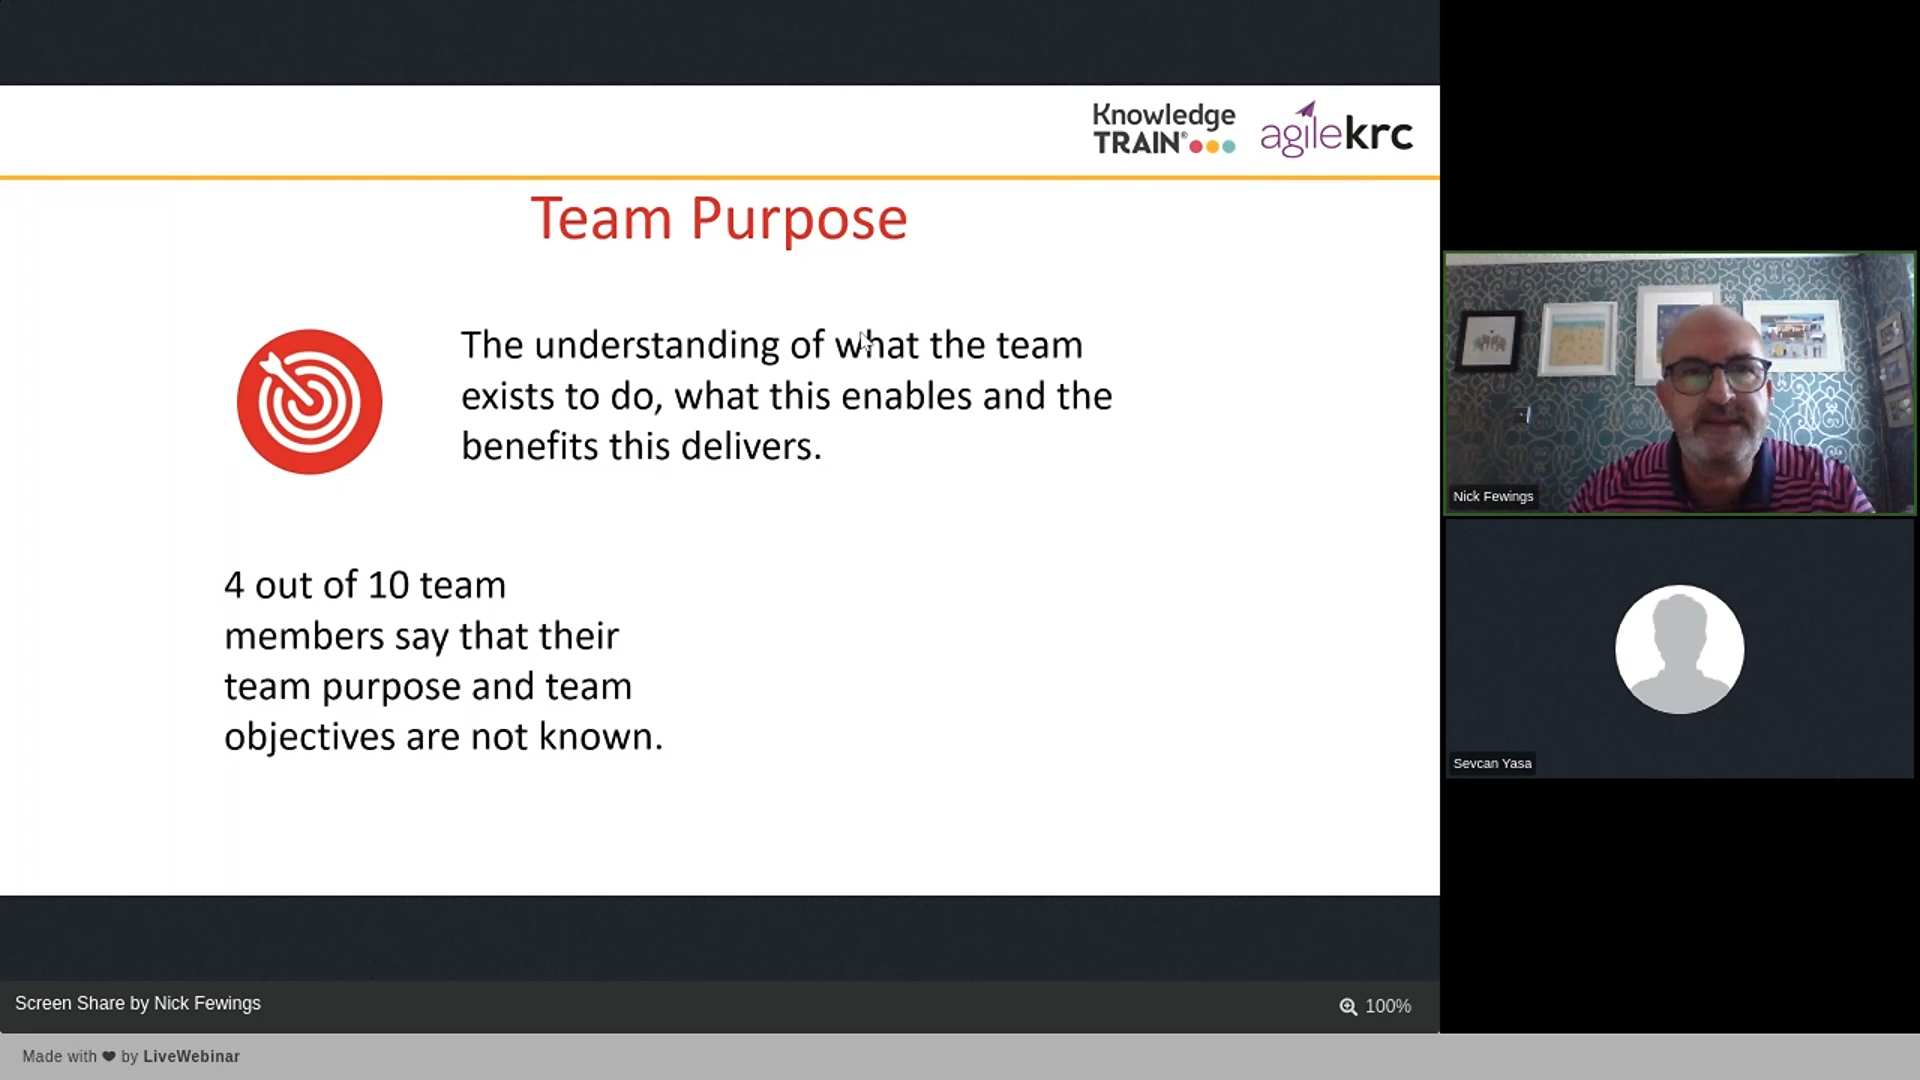 Knowledge
TRAIN®
agilekrc
Team Purpose
The understanding of what the team
exists to do, what this enables and the
benefits this delivers.
4 out of 10 team
members say that their
team purpose and team
objectives are not known.
Nick Fewings
Sevcan Yasa
Screen Share by Nick Fewings
100%
Made with ❤ by LiveWebinar